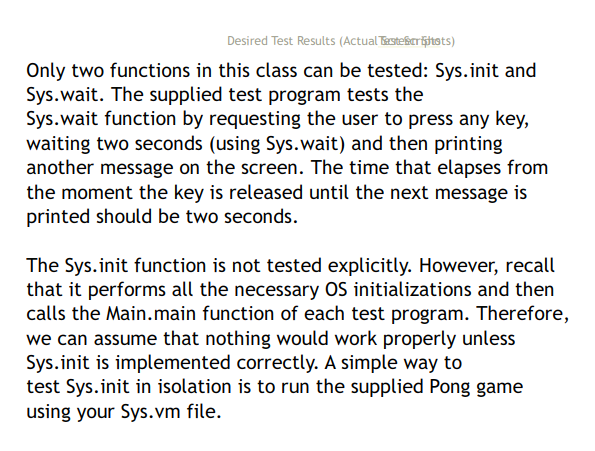 Desired Test Results (Actual Screen Shots)
Test Scripts
Only two functions in this class can be tested: Sys.init and
Sys.wait. The supplied test program tests the
Sys.wait function by requesting the user to press any key,
waiting two seconds (using Sys.wait) and then printing
another message on the screen. The time that elapses from
the moment the key is released until the next message is
printed should be two seconds.
The Sys.init function is not tested explicitly. However, recall
that it performs all the necessary OS initializations and then
calls the Main.main function of each test program. Therefore,
we can assume that nothing would work properly unless
Sys.init is implemented correctly. A simple way to
test Sys.init in isolation is to run the supplied Pong game
using your Sys.vm file.